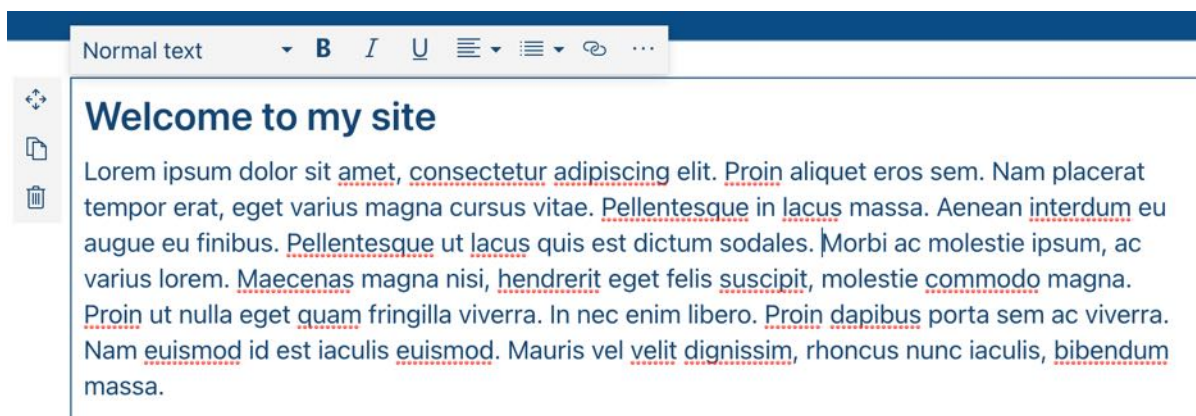 Normal text B I U ...
Welcome to my site
Lorem ipsum dolor sit amet, consectetur adipiscing elit. Proin aliquet eros sem. Nam placerat
tempor erat, eget varius magna cursus vitae. Pellentesque in lacus massa. Aenean interdum eu
augue eu finibus. Pellentesque ut lacus quis est dictum sodales. Morbi ac molestie ipsum, ac
varius lorem. Maecenas magna nisi, hendrerit eget felis suscipit, molestie commodo magna.
Proin ut nulla eget quam fringilla viverra. In nec enim libero. Proin dapibus porta sem ac viverra.
Nam euismod id est iaculis euismod. Mauris vel velit dignissim, rhoncus nunc iaculis, bibendum
massa.